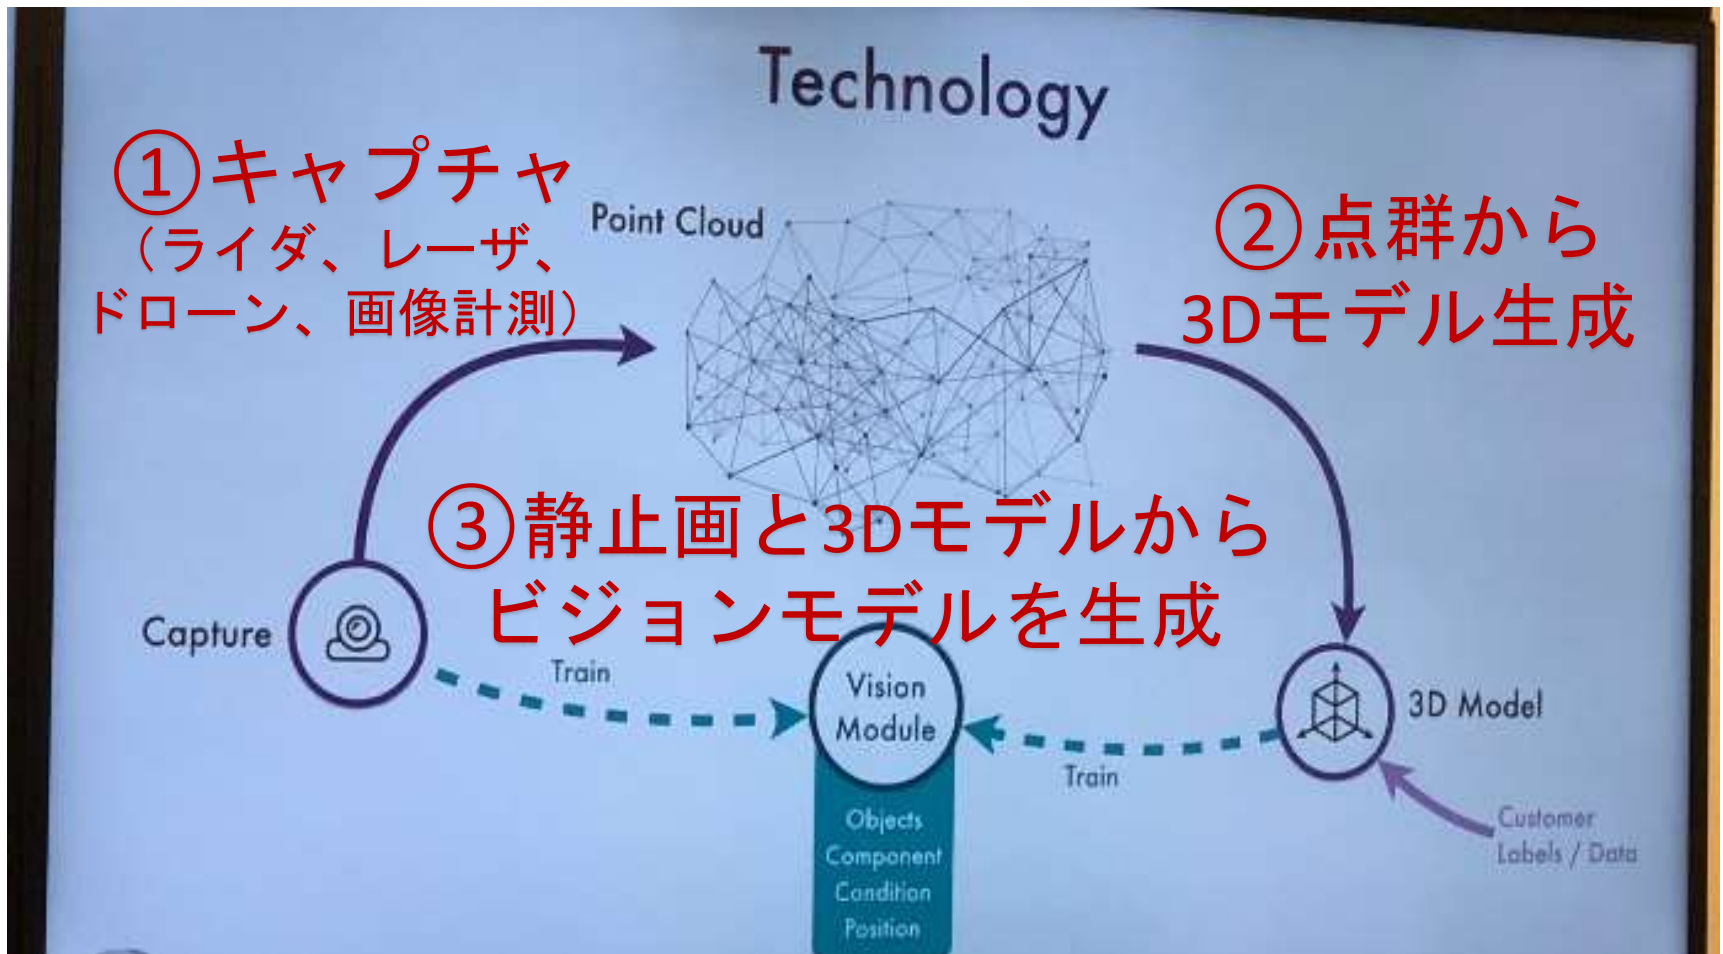 Technology
①キャプチャ
（ライダ、レーザ、
ドローン、画像計測）
Point Cloud
②点群から
3Dモデル生成
③静止画と3Dモデルから
ビジョンモデルを生成
Capture
Train
Vision
Module
3D Model
Train
Customer
Labels / Data
Objects
Component
Condition
Position